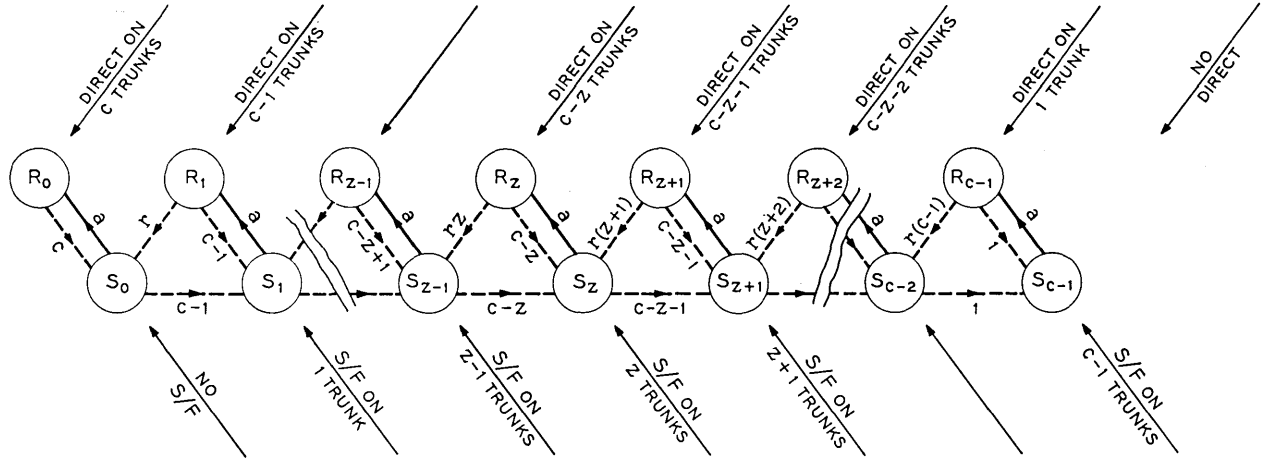 DIRECT ON
C TRUNKS
DIRECT ON
C-1 TRUNKS
DIRECT ON
C-Z TRUNKS
DIRECT ON
C-Z-1 TRUNKS
DIRECT ON
C-Z-2 TRUNKS
DIRECT ON
1 TRUNK
NO
DIRECT
R0
R1
RZ-1
RZ
RZ+1
RZ+2
RC-1
c
a
r
c-1
a
c-Z+1
a
rZ
c-Z
a
r(Z+1)
c-Z-1
a
r(Z+2)
a
r(C-1)
1
a
S0
S1
SZ-1
SZ
SZ+1
SC-2
SC-1
c-1
c-Z
c-Z-1
1
NO
S/F
S/F ON
1 TRUNK
S/F ON
Z-1 TRUNKS
S/F ON
Z TRUNKS
S/F ON
Z+1 TRUNKS
S/F ON
C-1 TRUNKS